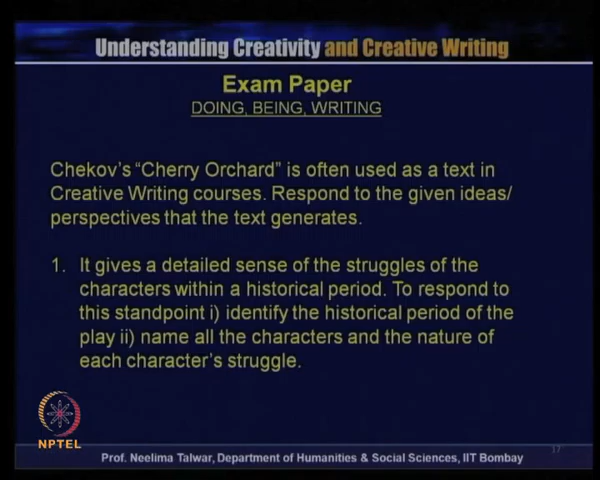 Understanding Creativity and Creative Writing
Exam Paper
DOING, BEING, WRITING
Chekov's "Cherry Orchard" is often used as a text in
Creative Writing courses. Respond to the given ideas/
perspectives that the text generates.
1. It gives a detailed sense of the struggles of the
characters within a historical period. To respond to
this standpoint i) identify the historical period of the
play ii) name all the characters and the nature of
each character's struggle.
NPTEL
17
Prof. Neelima Talwar, Department of Humanities & Social Sciences, IIT Bombay